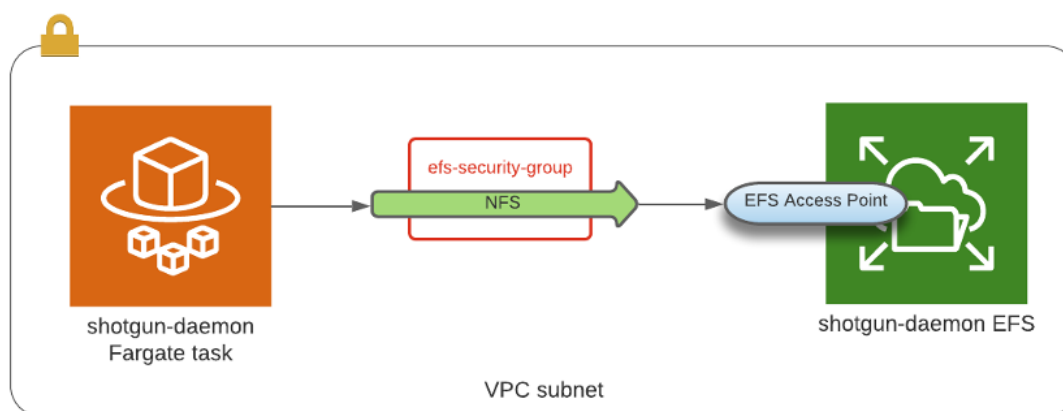 efs-security-group
NFS
EFS Access Point
shotgun-daemon
Fargate task
shotgun-daemon EFS
VPC subnet